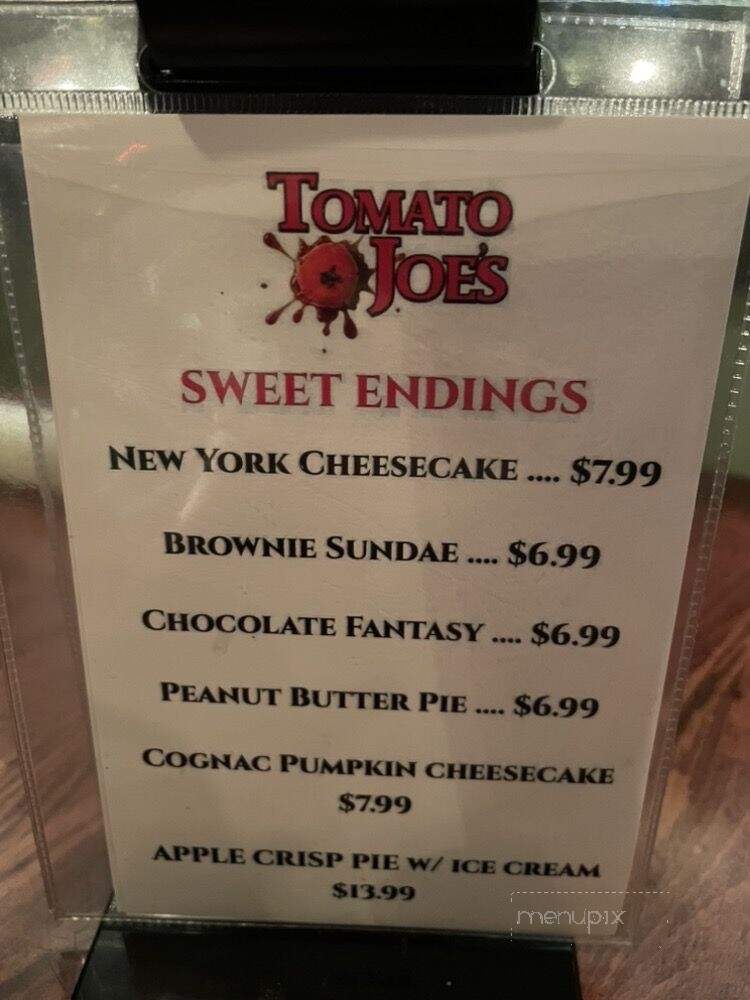 TOMATO
JOE'S
SWEET ENDINGS
NEW YORK CHEESECAKE .... $7.99
BROWNIE SUNDAE .... $6.99
CHOCOLATE FANTASY .... $6.99
PEANUT BUTTER PIE .... $6.99
COGNAC PUMPKIN CHEESECAKE
$7.99
APPLE CRISP PIE W/ ICE CREAM
$13.99
menupix